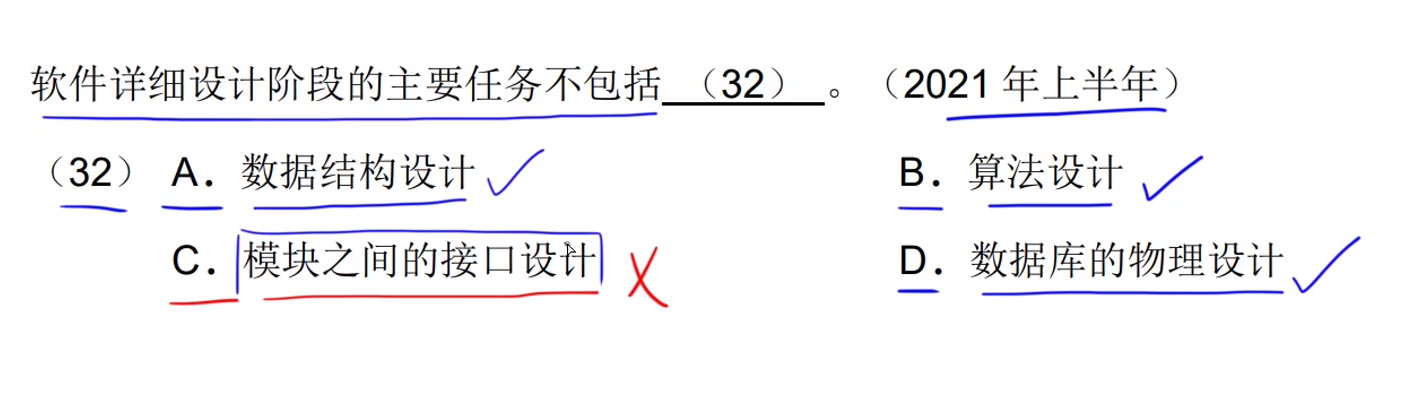 软件详细设计阶段的主要任务不包括 （32） 。（2021 年上半年）
（32） A．数据结构设计 ✓ B．算法设计 ✓
C．模块之间的接口设计 X D．数据库的物理设计 ✓